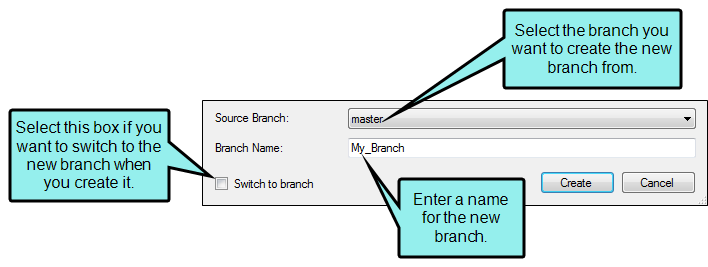 Select the branch you
want to create the new
branch from.
Select this box if you
want to switch to the
new branch when
you create it.
Source Branch:
master
Branch Name:
My_Branch
Switch to branch
Create
Cancel
Enter a name
for the new
branch.